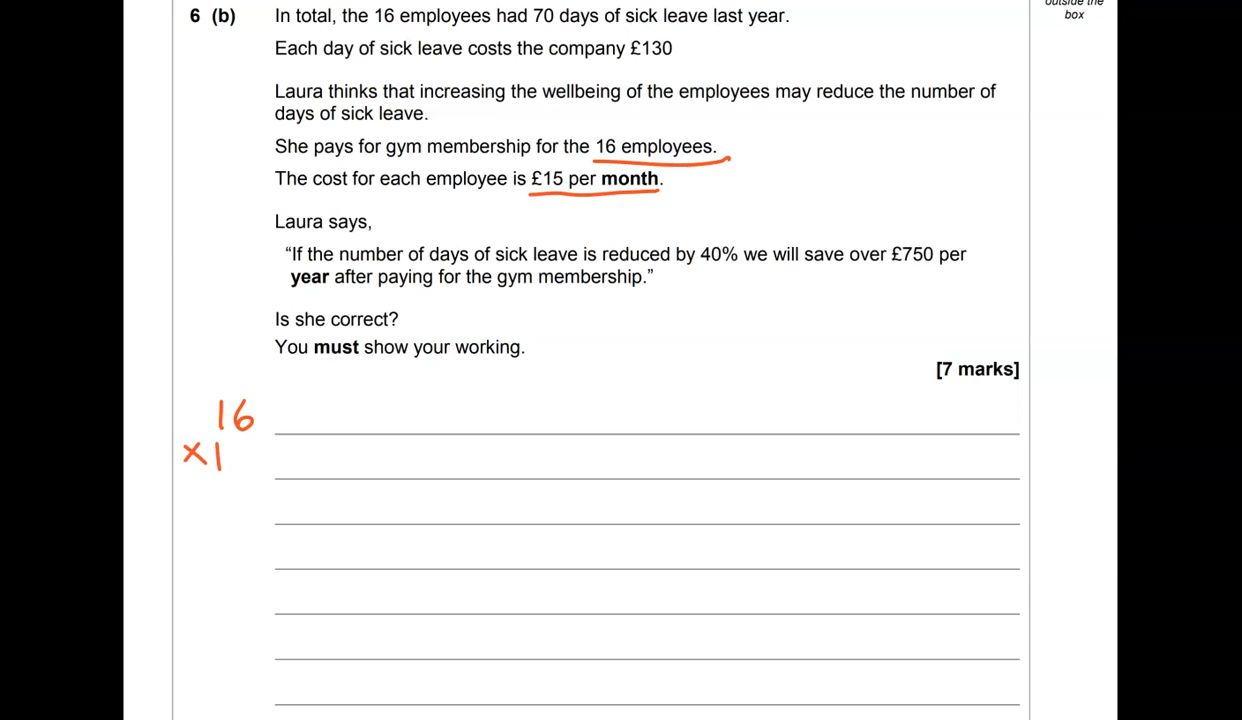 outside the
box
6 (b) In total, the 16 employees had 70 days of sick leave last year.
Each day of sick leave costs the company £130
Laura thinks that increasing the wellbeing of the employees may reduce the number of
days of sick leave.
She pays for gym membership for the 16 employees.
The cost for each employee is £15 per month.
Laura says,
“If the number of days of sick leave is reduced by 40% we will save over £750 per
year after paying for the gym membership.”
Is she correct?
You must show your working.
[7 marks]
16
×1